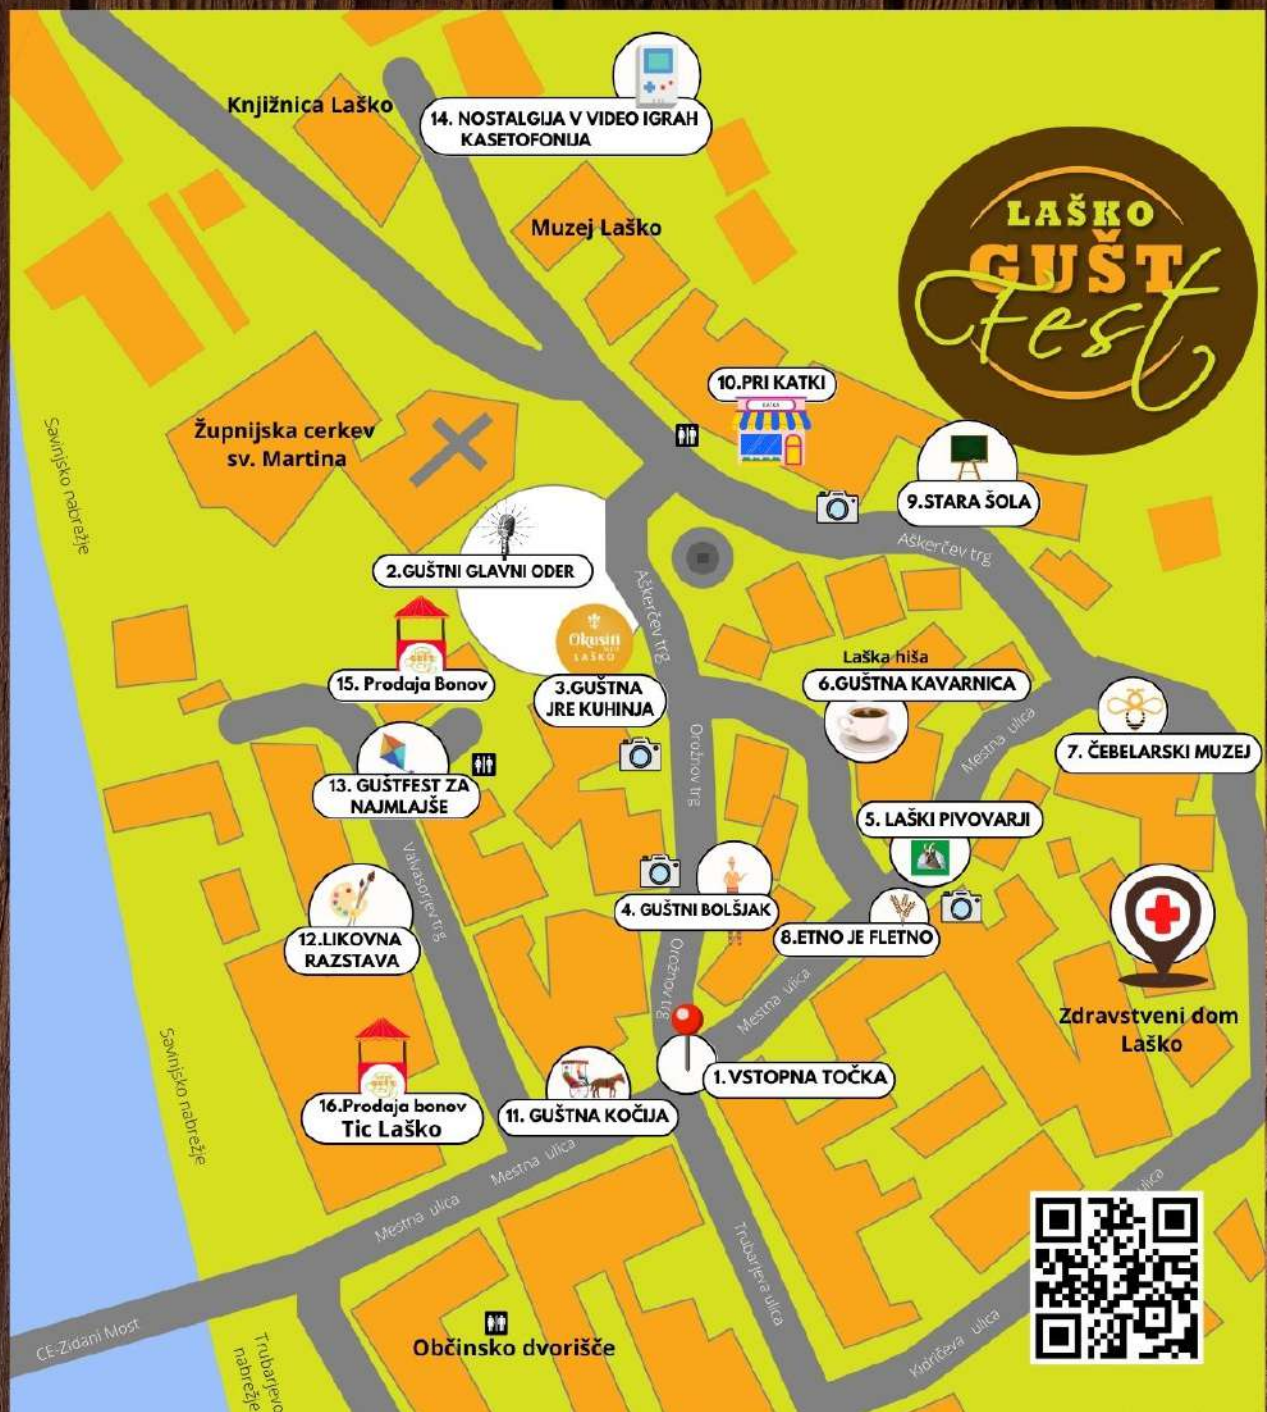 Knjižnica Laško
14. NOSTALGIJA V VIDEO IGRAH
KASETOFONIJA
Muzej Laško
LAŠKO
GUŠT
Fest
10.PRI KATKI
KATKA
Župnijska cerkev
sv. Martina
Savinjsko nabrežje
9.STARA ŠOLA
Aškerčev trg
2.GUŠTNI GLAVNI ODER
Aškerčev trg
Okusiti
LAŠKO
15. Prodaja Bonov
3.GUŠTNA
JRE KUHINJA
Laška hiša
6.GUŠTNA KAVARNICA
Mestna ulica
7. ČEBELARSKI MUZEJ
Orožnov trg
13. GUŠTFEST ZA
NAJMLAJŠE
5. LAŠKI PIVOVARJI
Valvasorjev trg
4. GUŠTNI BOLŠJAK
8.ETNO JE FLETNO
12.LIKOVNA
RAZSTAVA
Orožnov trg
Mestna ulica
Zdravstveni dom
Laško
Savinjsko nabrežje
1.VSTOPNA TOČKA
16.Prodaja bonov
Tic Laško
11. GUŠTNA KOČIJA
Mestna ulica
Mestna ulica
ulica
Trubarjeva ulica
Občinsko dvorišče
Kidričeva ulica
CE-Zidani Most
Trubarjevo
nabrežje